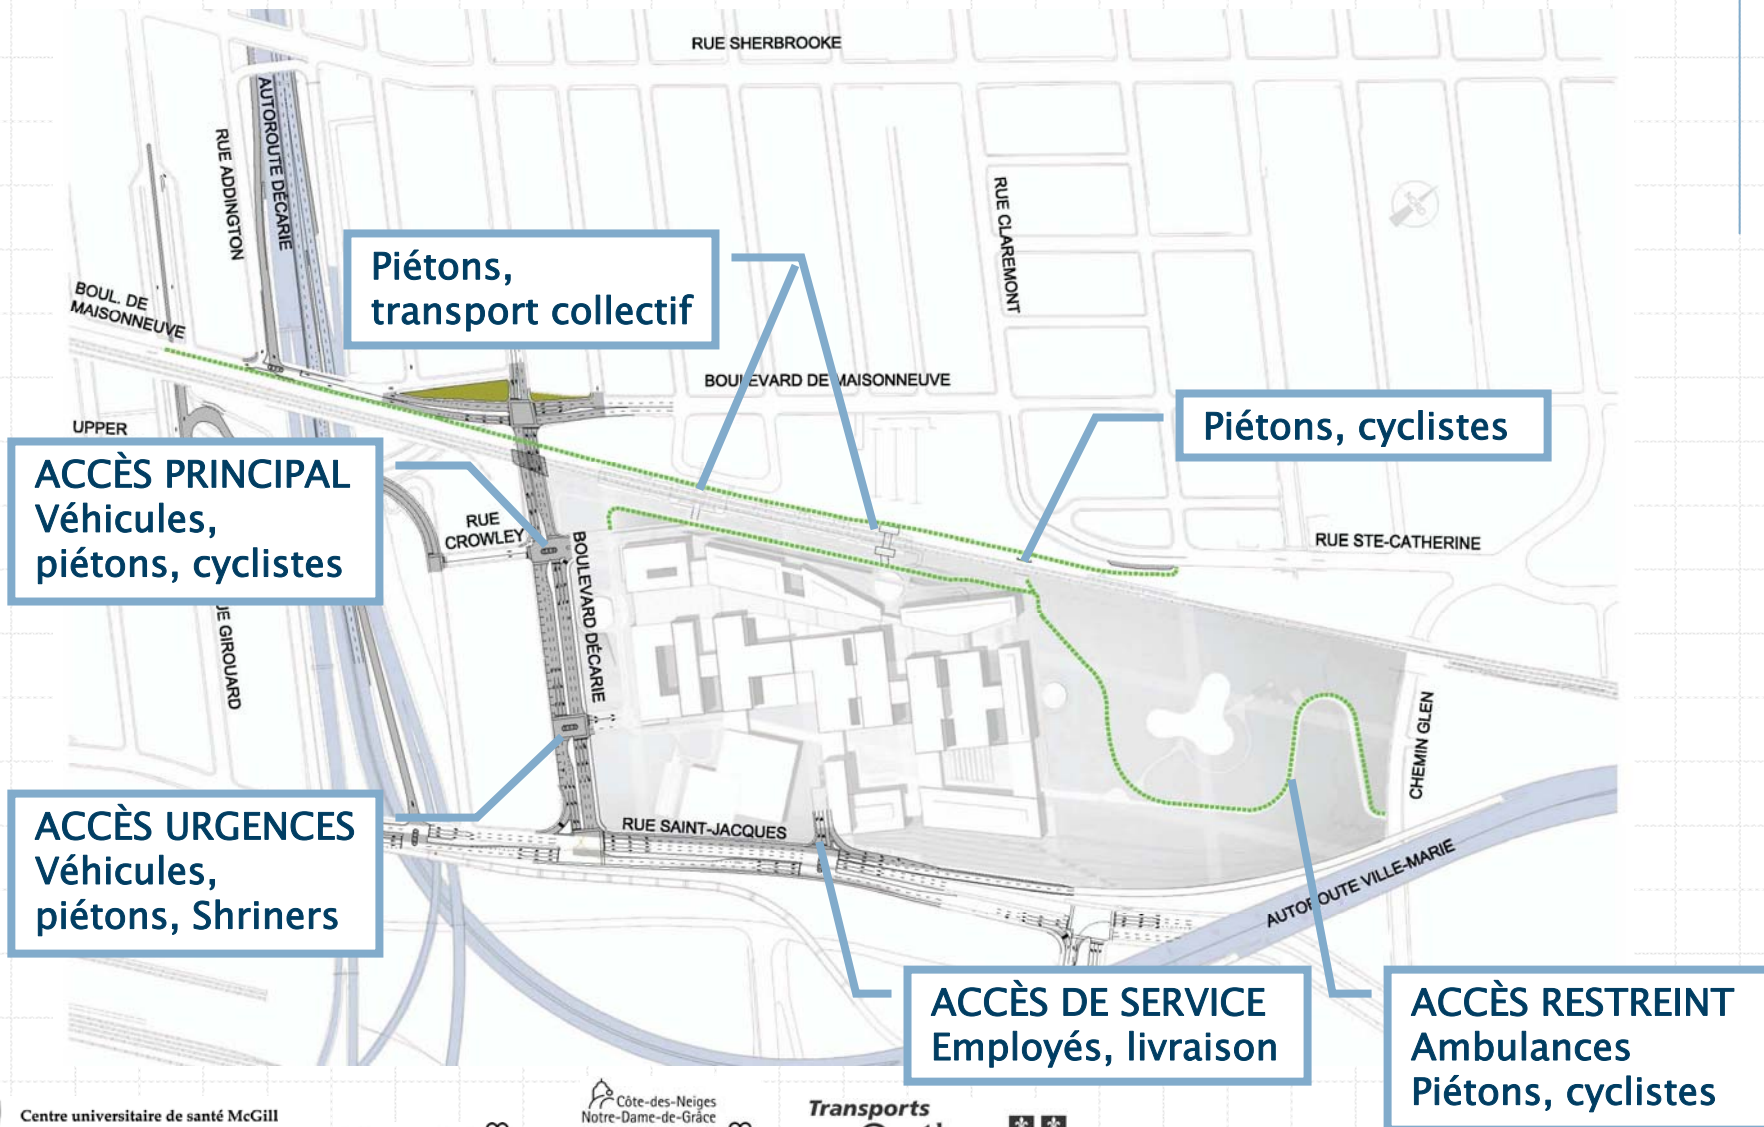 RUE SHERBROOKE
AUTOROUTE DÉCARIE
RUE ADDINGTON
RUE CLAREMONT
Piétons,
transport collectif
BOUL. DE
MAISONNEUVE
BOULEVARD DE MAISONNEUVE
Piétons, cyclistes
UPPER
ACCÈS PRINCIPAL
Véhicules,
piétons, cyclistes
RUE
CROWLEY
BOULEVARD DÉCARIE
RUE STE-CATHERINE
UE GIROUARD
CHEMIN GLEN
ACCÈS URGENCES
Véhicules,
piétons, Shriners
RUE SAINT-JACQUES
AUTOROUTE VILLE-MARIE
ACCÈS DE SERVICE
Employés, livraison
ACCÈS RESTREINT
Ambulances
Piétons, cyclistes
Centre universitaire de santé McGill
Côte-des-Neiges
Notre-Dame-de-Grâce
Transports